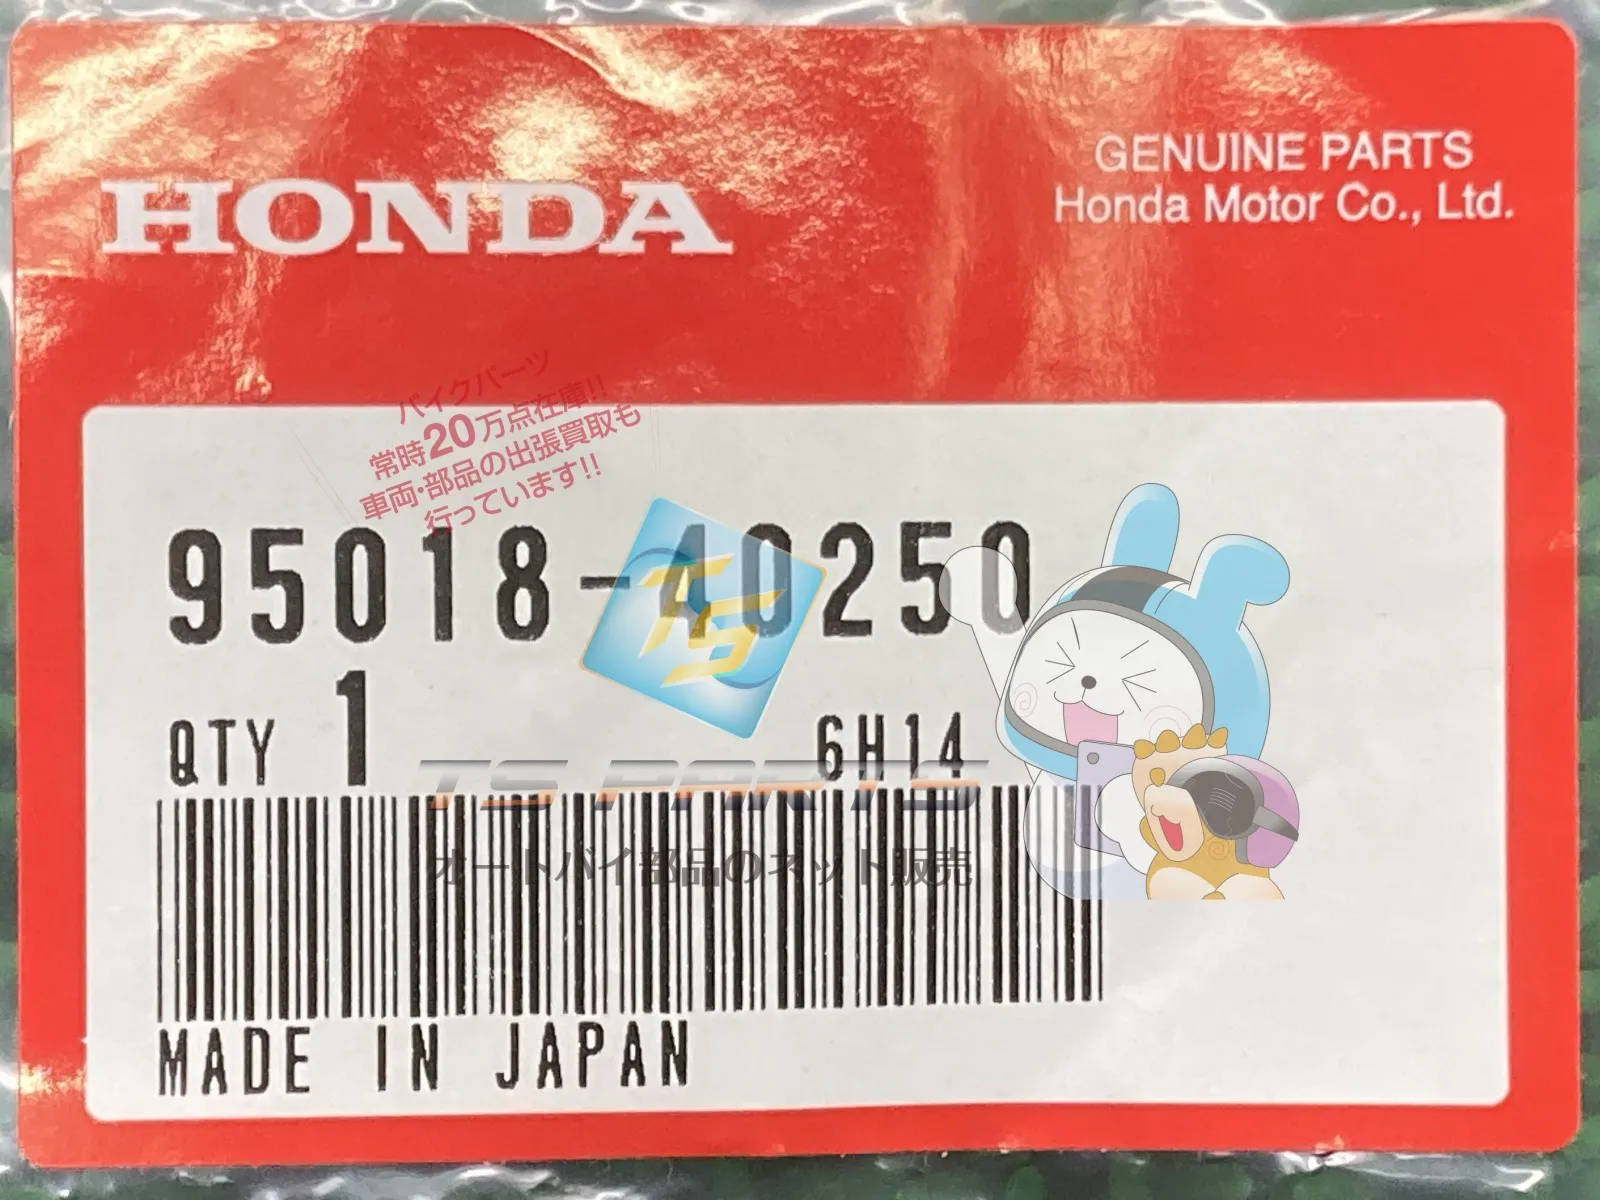 HONDA
GENUINE PARTS
Honda Motor Co., Ltd.
バイクパーツ
常時20万点在庫!!
車両・部品の出張買取も
行っています!!
95018-40250
TS
QTY 1
6H14
TS PARTS
オートバイ部品のネット販売
MADE IN JAPAN